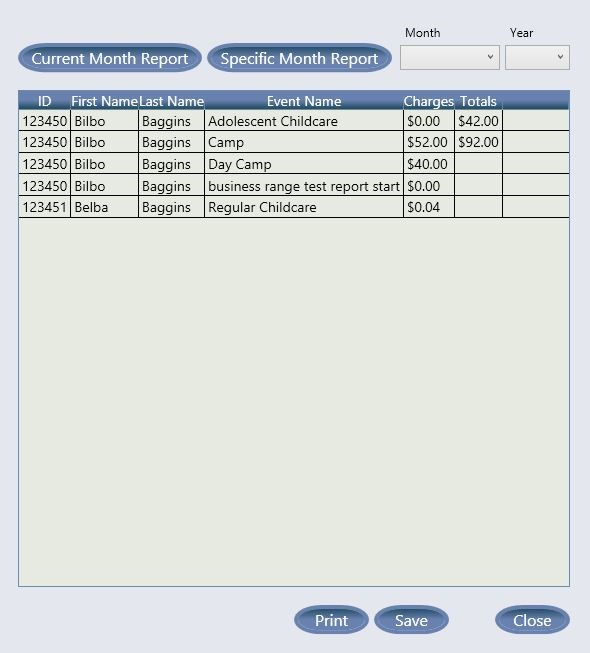 Month Year
Current Month Report Specific Month Report
ID First Name Last Name Event Name Charges Totals
123450 Bilbo Baggins Adolescent Childcare $0.00 $42.00
123450 Bilbo Baggins Camp $52.00 $92.00
123450 Bilbo Baggins Day Camp $40.00
123450 Bilbo Baggins business range test report start $0.00
123451 Belba Baggins Regular Childcare $0.04
Print Save Close